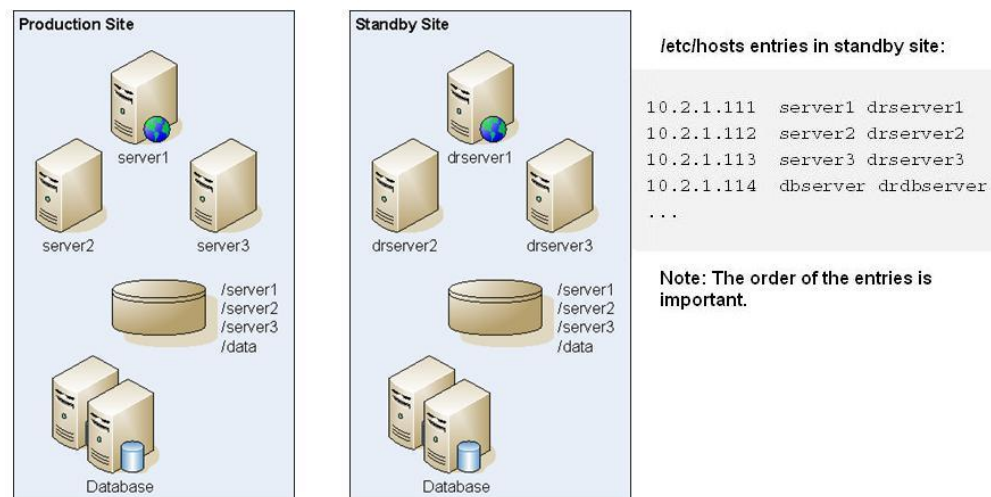 Production Site
server1
server2
server3
/server1
/server2
/server3
/data
Database
Standby Site
drserver1
drserver2
drserver3
/server1
/server2
/server3
/data
Database
/etc/hosts entries in standby site:
10.2.1.111 server1 drserver1
10.2.1.112 server2 drserver2
10.2.1.113 server3 drserver3
10.2.1.114 dbserver drdbserver
...
Note: The order of the entries is
important.